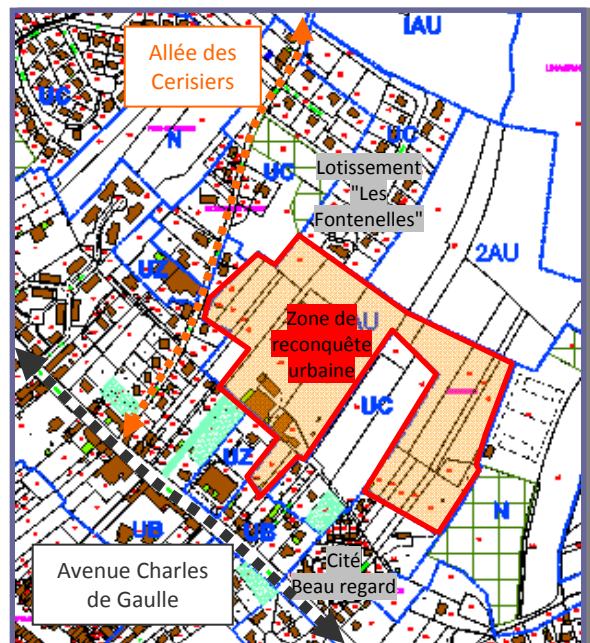 1AU
Allée des
Cerisiers
UC
N
UC
UC
Lotissement
"Les
Fontenelles"
2AU
UZ
Zone de
reconquête
urbaine
UC
UZ
N
UB
UB
Cité
Beau regard
Avenue Charles
de Gaulle